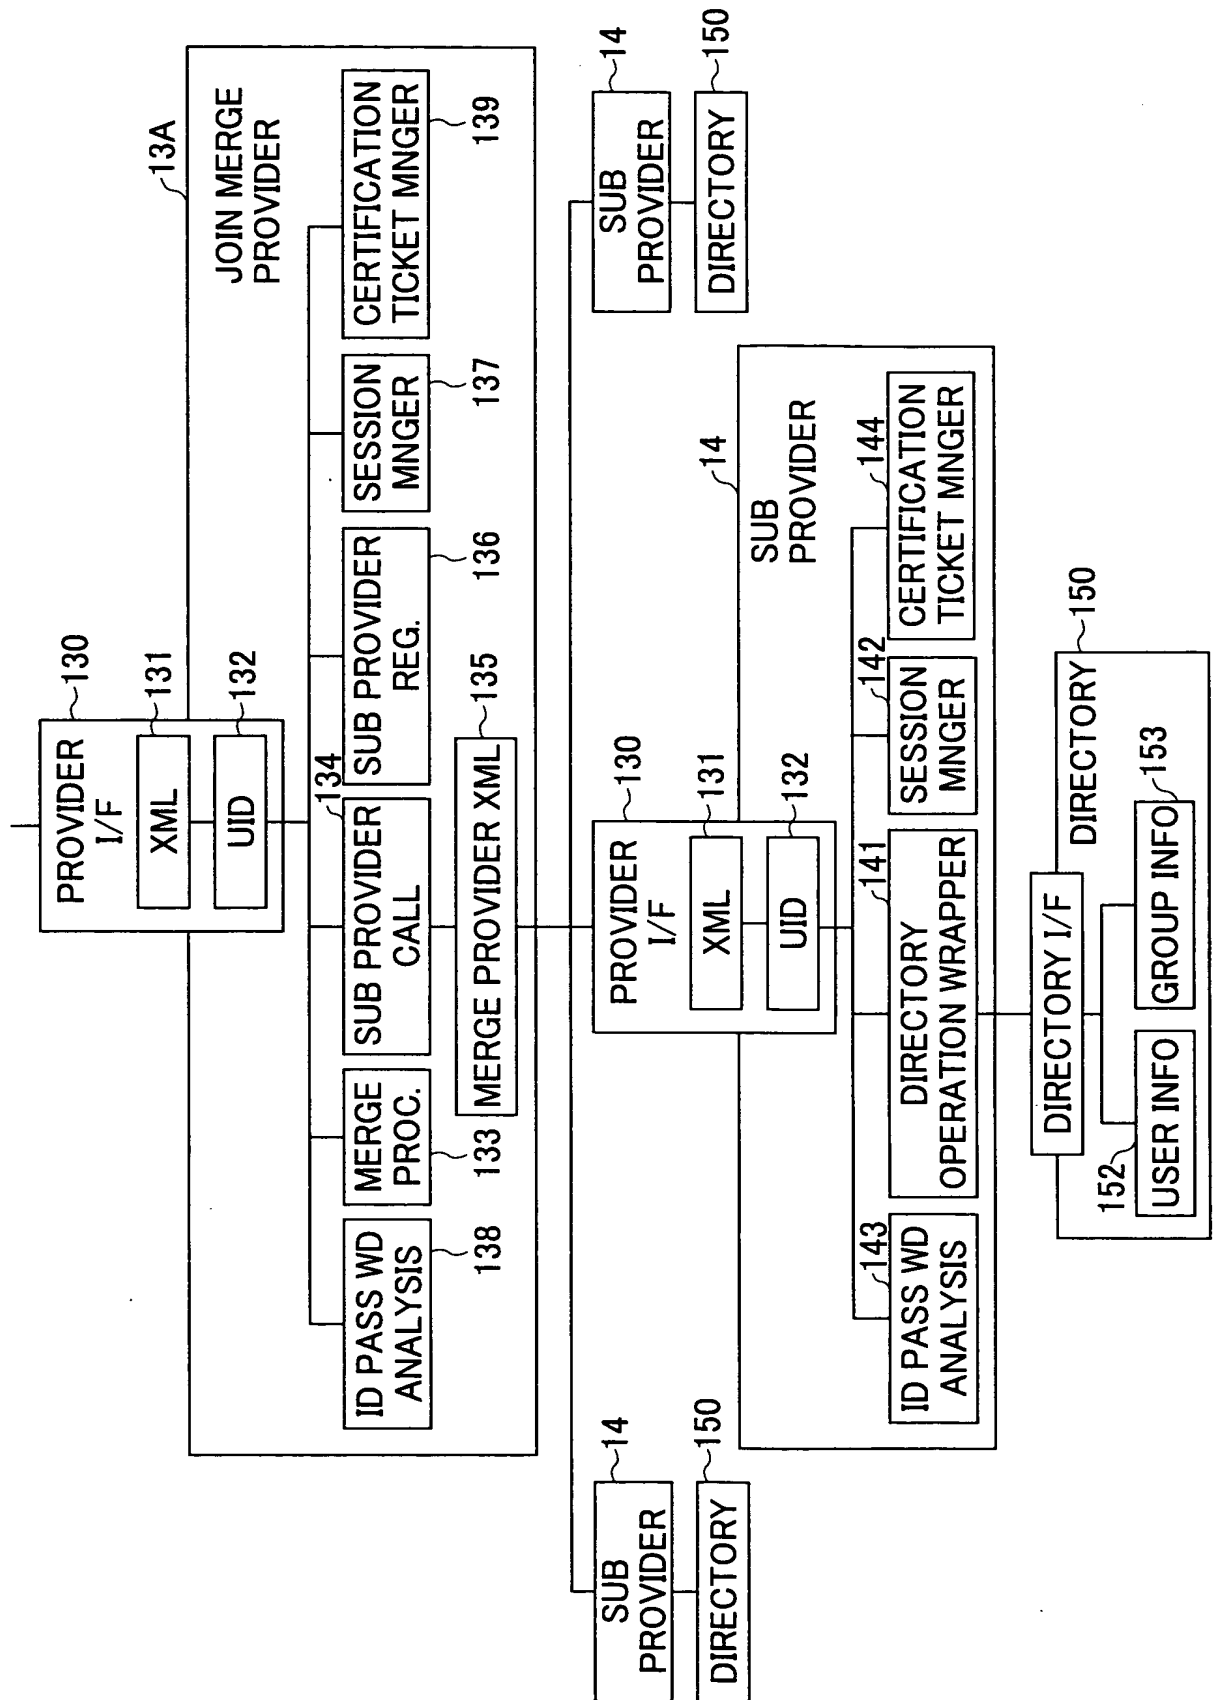 PROVIDER
I/F
130
XML
131
UID
132
13A
JOIN MERGE
PROVIDER
ID PASS WD
ANALYSIS
138
MERGE
PROC.
133
SUB PROVIDER
CALL
134
SUB PROVIDER
REG.
136
SESSION
MNGER
137
CERTIFICATION
TICKET MNGER
139
MERGE PROVIDER XML
135
SUB
PROVIDER
14
DIRECTORY
150
PROVIDER
I/F
130
XML
131
UID
132
SUB
PROVIDER
14
DIRECTORY
150
14
SUB
PROVIDER
ID PASS WD
ANALYSIS
143
DIRECTORY
OPERATION WRAPPER
141
SESSION
MNGER
142
CERTIFICATION
TICKET MNGER
144
DIRECTORY I/F
DIRECTORY
150
152
USER INFO
GROUP INFO
153